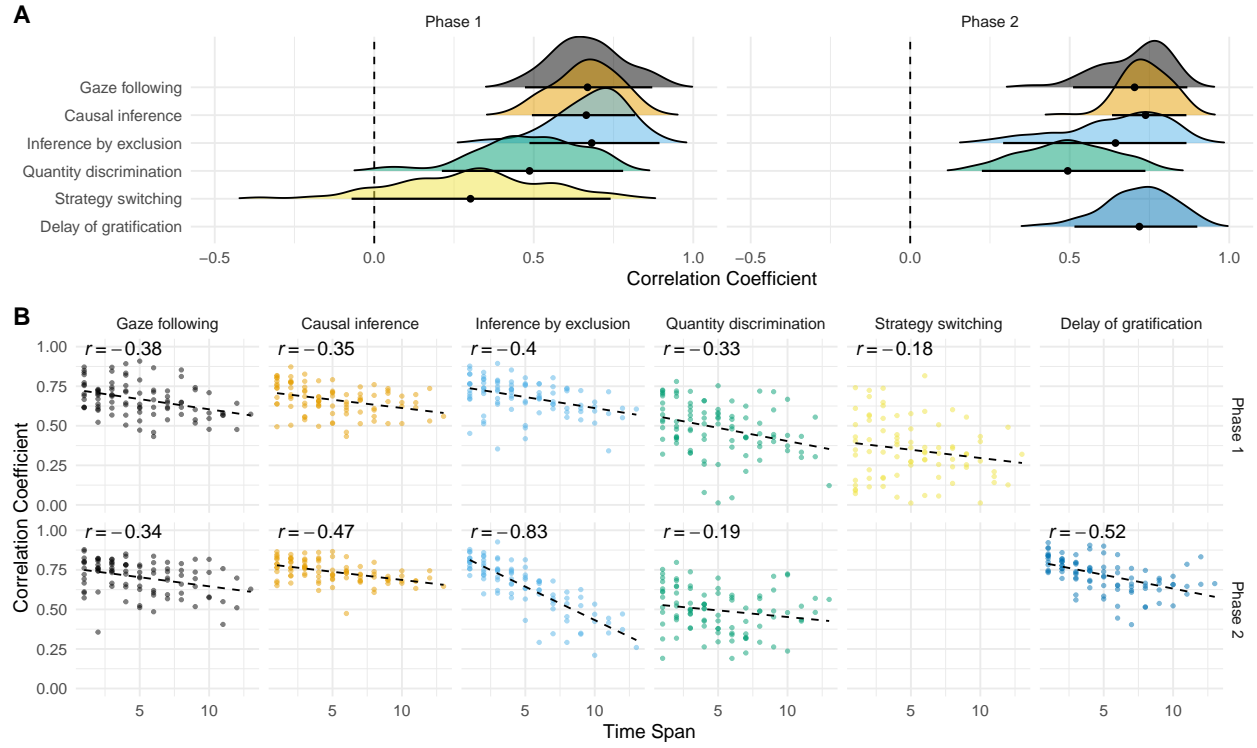 A
Phase 1 Phase 2
Gaze following
Causal inference
Inference by exclusion
Quantity discrimination
Strategy switching
Delay of gratification
−0.5 0.0 0.5 1.0 −0.5 0.0 0.5 1.0
Correlation Coefficient
B
Gaze following Causal inference Inference by exclusion Quantity discrimination Strategy switching Delay of gratification
Correlation Coefficient
1.00
0.75
0.50
0.25
0.00
r = −0.38 r = −0.35 r = −0.4 r = −0.33 r = −0.18
Phase 1
1.00
0.75
0.50
0.25
0.00
r = −0.34 r = −0.47 r = −0.83 r = −0.19 r = −0.52
Phase 2
5 10 5 10 5 10 5 10 5 10 5 10
Time Span